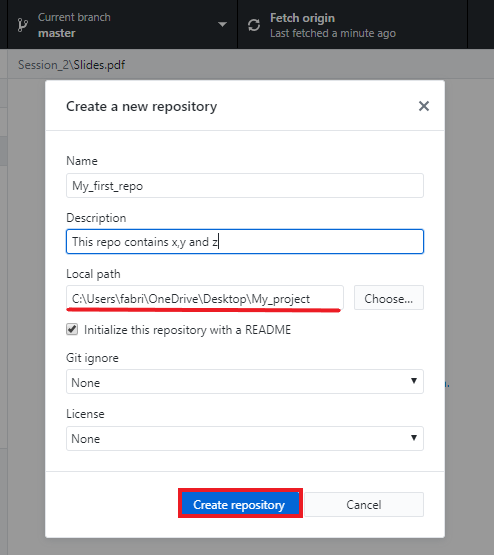 Current branch
master
Fetch origin
Last fetched a minute ago
Session_2\Slides.pdf
Create a new repository
Name
My_first_repo
Description
This repo contains x,y and z
Local path
C:\Users\fabri\OneDrive\Desktop\My_project
Choose...
Initialize this repository with a README
Git ignore
None
License
None
Create repository
Cancel